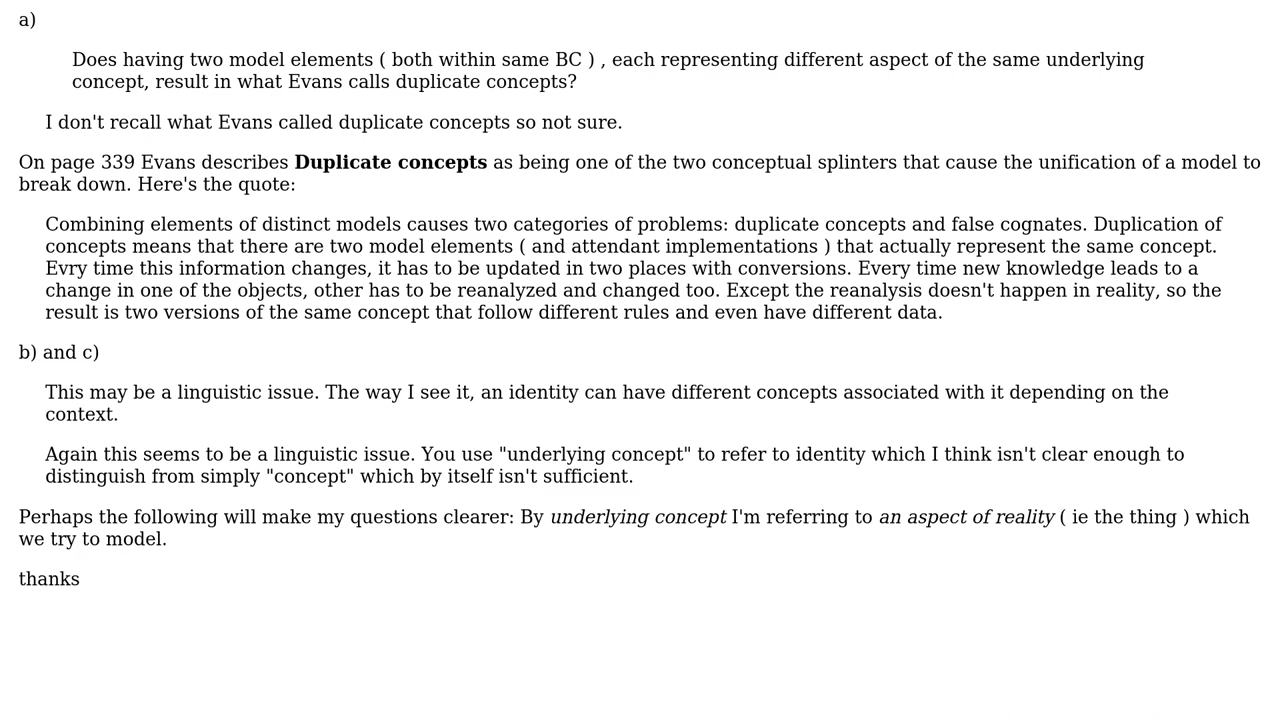 a)
Does having two model elements ( both within same BC ) , each representing different aspect of the same underlying
concept, result in what Evans calls duplicate concepts?
I don't recall what Evans called duplicate concepts so not sure.
On page 339 Evans describes Duplicate concepts as being one of the two conceptual splinters that cause the unification of a model to
break down. Here's the quote:
Combining elements of distinct models causes two categories of problems: duplicate concepts and false cognates. Duplication of
concepts means that there are two model elements ( and attendant implementations ) that actually represent the same concept.
Evry time this information changes, it has to be updated in two places with conversions. Every time new knowledge leads to a
change in one of the objects, other has to be reanalyzed and changed too. Except the reanalysis doesn't happen in reality, so the
result is two versions of the same concept that follow different rules and even have different data.
b) and c)
This may be a linguistic issue. The way I see it, an identity can have different concepts associated with it depending on the
context.
Again this seems to be a linguistic issue. You use "underlying concept" to refer to identity which I think isn't clear enough to
distinguish from simply "concept" which by itself isn't sufficient.
Perhaps the following will make my questions clearer: By underlying concept I'm referring to an aspect of reality ( ie the thing ) which
we try to model.
thanks